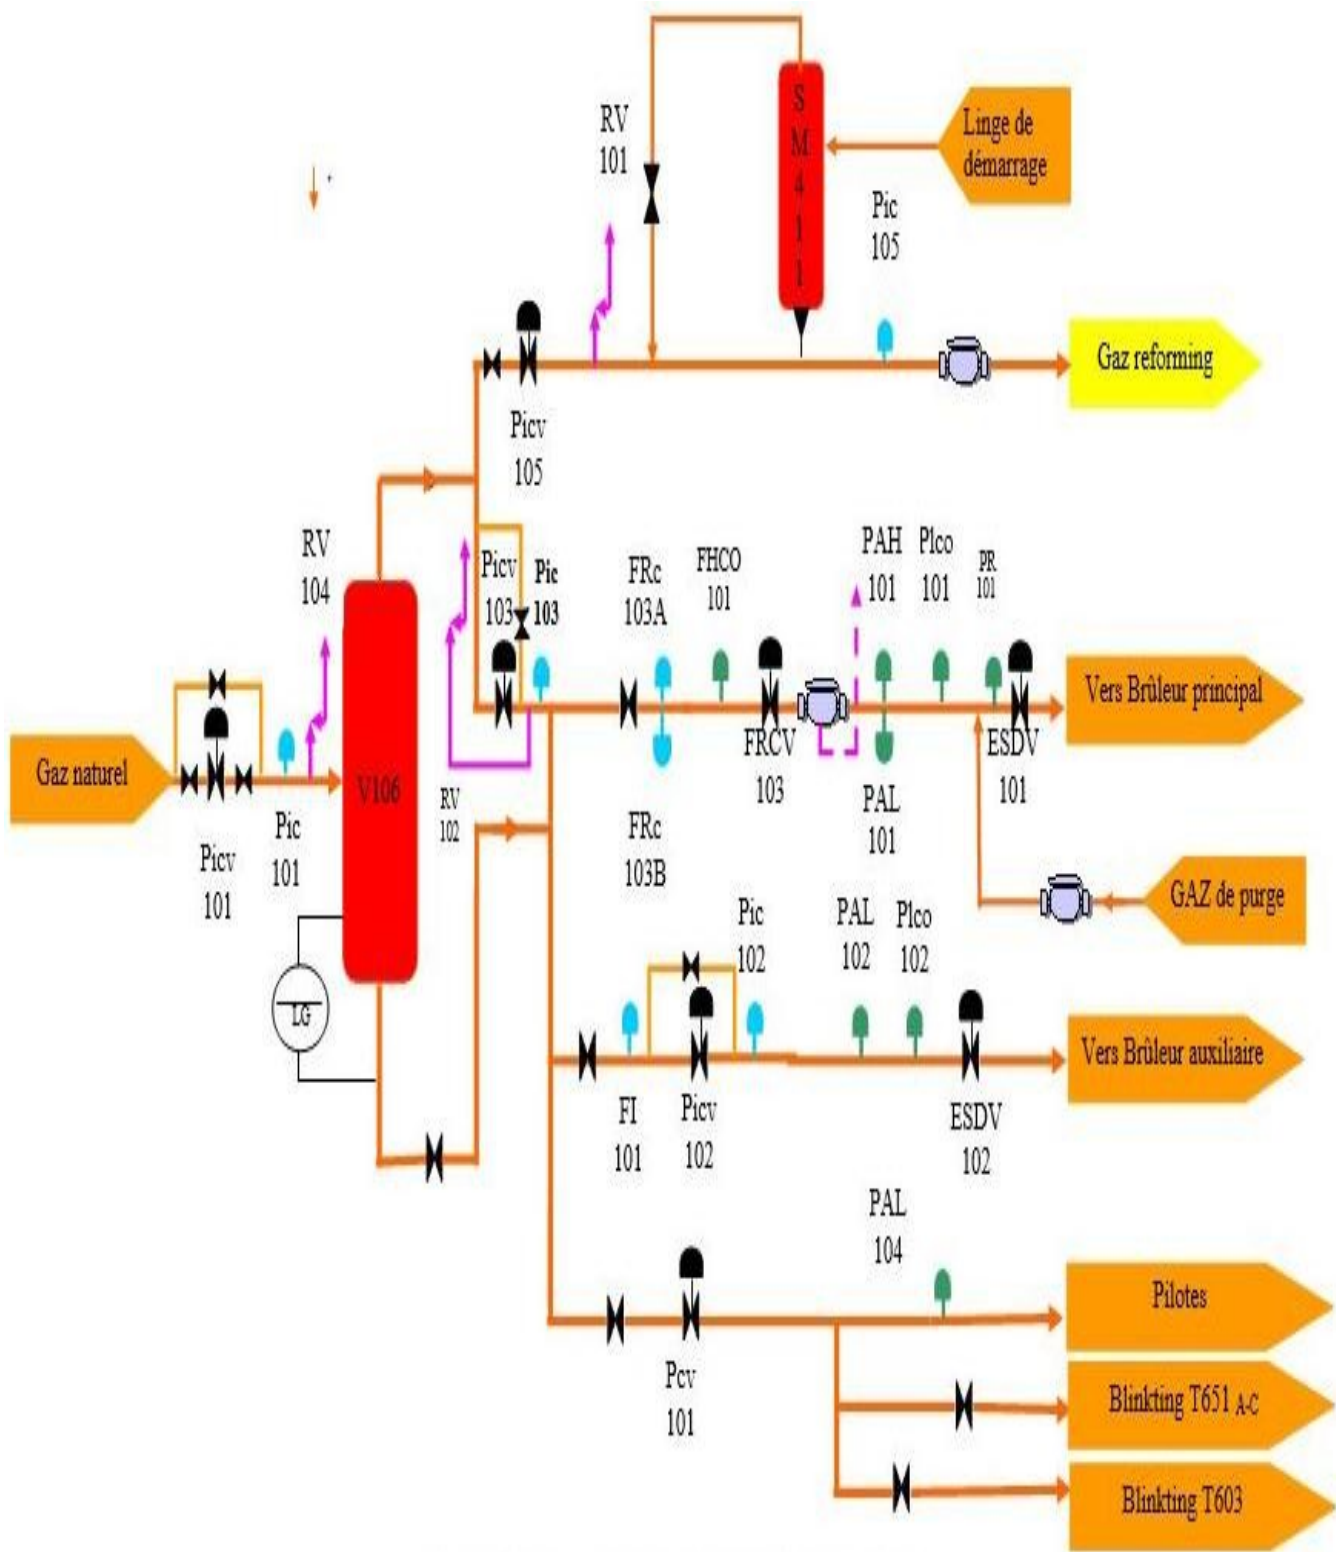 RV
101
S
M
4
1
1
Linge de
démarrage
Pic
105
Gaz reforming
Picv
105
RV
104
Picv
103
Pic
103
FRc
103A
FHCO
101
PAH
101
Plco
101
PR
101
Vers Brûleur principal
Gaz naturel
V106
Picv
101
Pic
101
RV
102
FRc
103B
FRCV
103
PAL
101
ESDV
101
GAZ de purge
LG
Pic
102
PAL
102
Plco
102
Vers Brûleur auxiliaire
FI
101
Picv
102
ESDV
102
PAL
104
Pilotes
Pcv
101
Blinkting T651 A-C
Blinkting T603